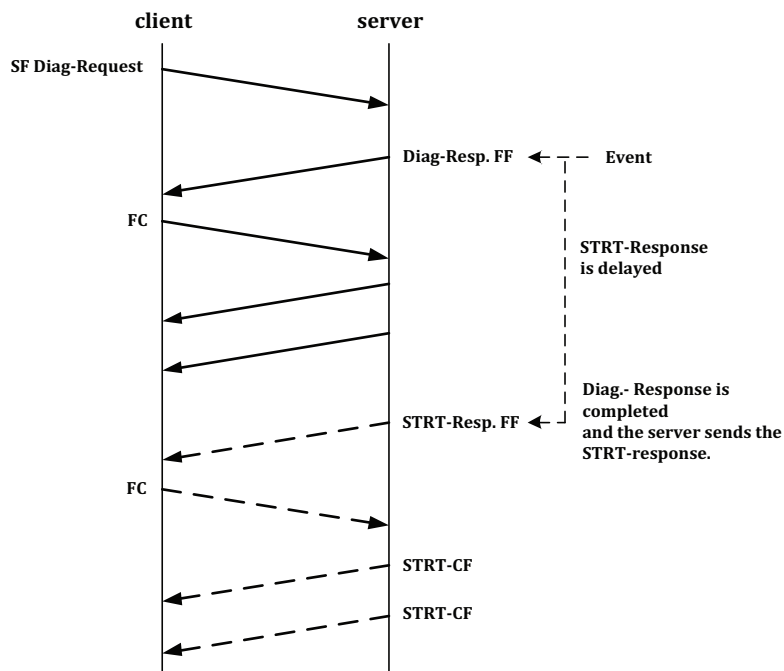 client
server
SF Diag-Request
Diag-Resp. FF
Event
FC
STRT-Response
is delayed
Diag.- Response is
completed
and the server sends the
STRT-response.
STRT-Resp. FF
FC
STRT-CF
STRT-CF